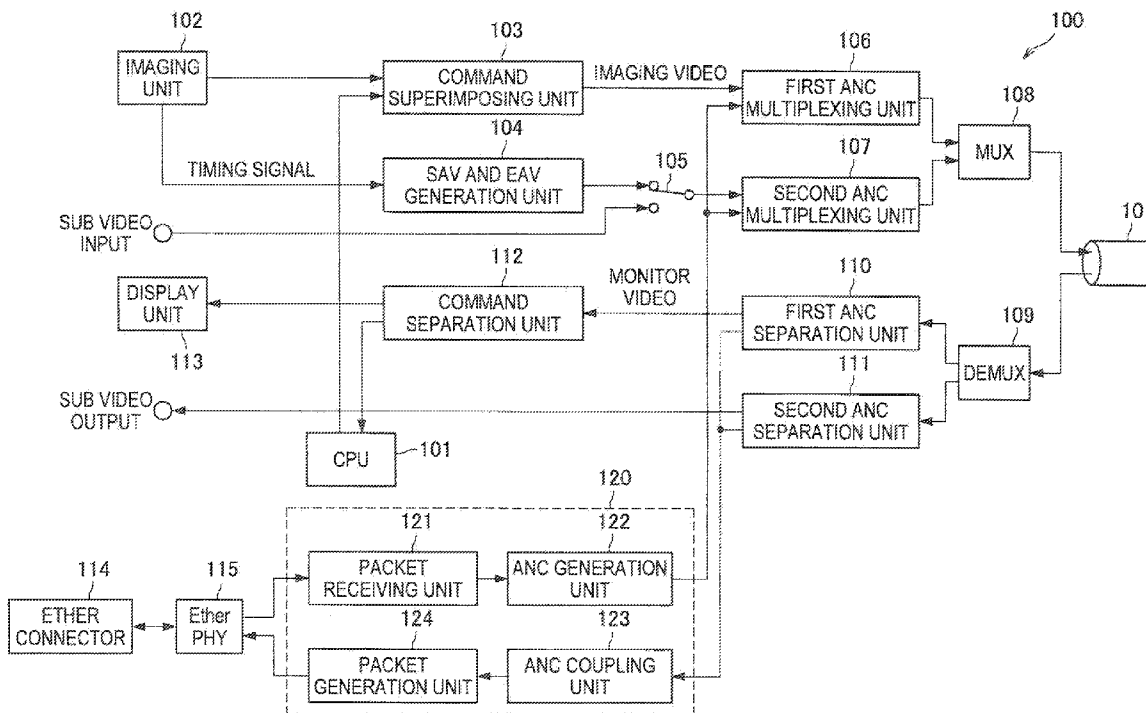 100
102
IMAGING
UNIT
103
COMMAND
SUPERIMPOSING UNIT
IMAGING VIDEO
106
FIRST ANC
MULTIPLEXING UNIT
108
MUX
TIMING SIGNAL
104
SAV AND EAV
GENERATION UNIT
105
107
SECOND ANC
MULTIPLEXING UNIT
10
SUB VIDEO
INPUT
DISPLAY
UNIT
113
112
COMMAND
SEPARATION UNIT
MONITOR
VIDEO
110
FIRST ANC
SEPARATION UNIT
109
DEMUX
SUB VIDEO
OUTPUT
111
SECOND ANC
SEPARATION UNIT
CPU
101
120
114
ETHER
CONNECTOR
115
Ether
PHY
121
PACKET
RECEIVING UNIT
122
ANC GENERATION
UNIT
124
PACKET
GENERATION UNIT
123
ANC COUPLING
UNIT